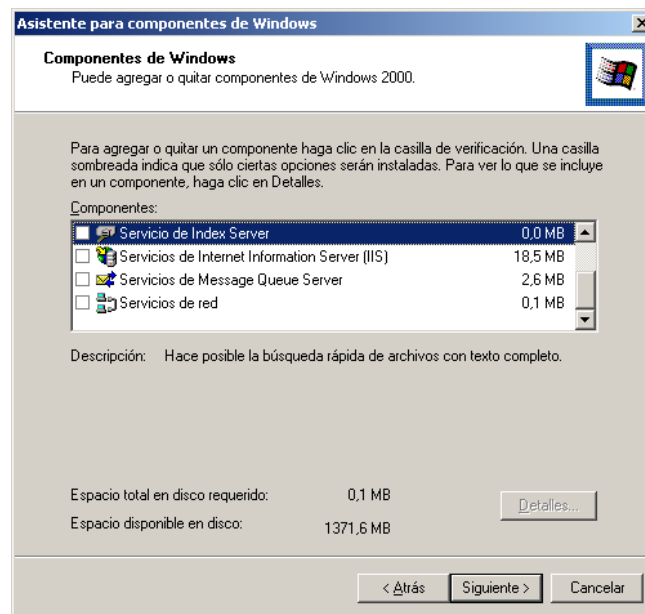 Asistente para componentes de Windows
Componentes de Windows
Puede agregar o quitar componentes de Windows 2000.
Para agregar o quitar un componente haga clic en la casilla de verificación. Una casilla
sombreada indica que sólo ciertas opciones serán instaladas. Para ver lo que se incluye
en un componente, haga clic en Detalles.
Componentes:
Servicio de Index Server 0,0 MB
Servicios de Internet Information Server (IIS) 18,5 MB
Servicios de Message Queue Server 2,6 MB
Servicios de red 0,1 MB
Descripción: Hace posible la búsqueda rápida de archivos con texto completo.
Espacio total en disco requerido: 0,1 MB
Espacio disponible en disco: 1371,6 MB
Detalles...
< Atrás Siguiente > Cancelar